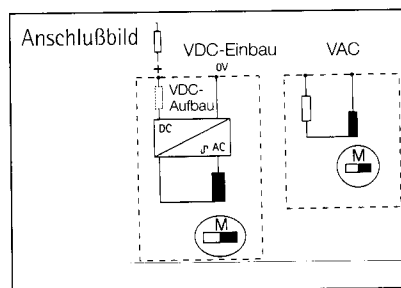 Anschlußbild
VDC-Einbau
VAC
+
0V
VDC-
Aufbau
DC
AC
M
M